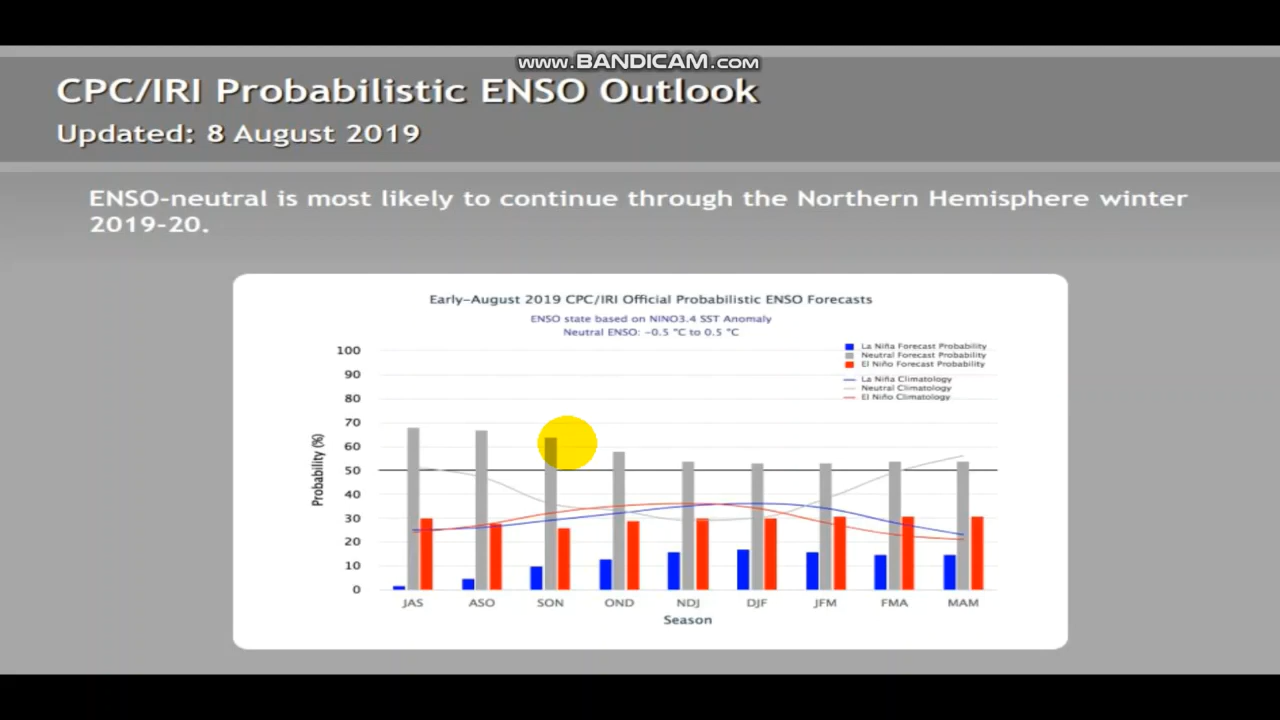 www.BANDICAM.com
CPC/IRI Probabilistic ENSO Outlook
Updated: 8 August 2019
ENSO-neutral is most likely to continue through the Northern Hemisphere winter
2019-20.
Early-August 2019 CPC/IRI Official Probabilistic ENSO Forecasts
ENSO state based on NINO3.4 SST Anomaly
Neutral ENSO: -0.5 °C to 0.5 °C
La Niña Forecast Probability
Neutral Forecast Probability
El Niño Forecast Probability
La Niña Climatology
Neutral Climatology
El Niño Climatology
Probability (%)
100
90
80
70
60
50
40
30
20
10
0
JAS ASO SON OND NDJ DJF JFM FMA MAM
Season